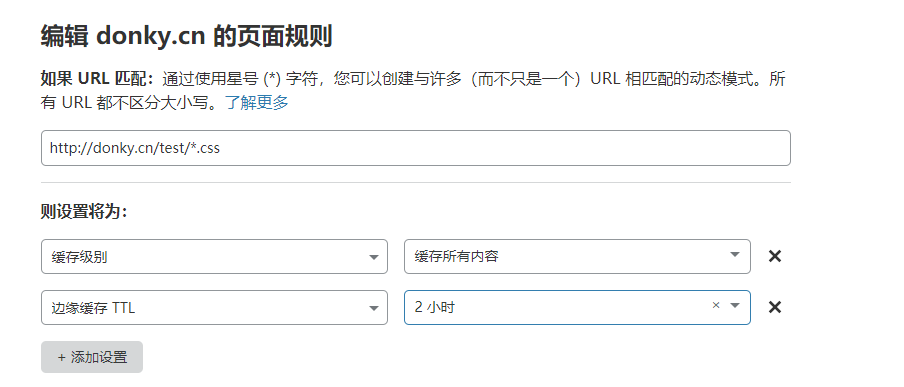 编辑 donky.cn 的页面规则
如果 URL 匹配：通过使用星号 (*) 字符，您可以创建与许多（而不只是一个）URL 相匹配的动态模式。所
有 URL 都不区分大小写。了解更多
http://donky.cn/test/*.css
则设置将为：
缓存级别 缓存所有内容
边缘缓存 TTL 2 小时
+ 添加设置